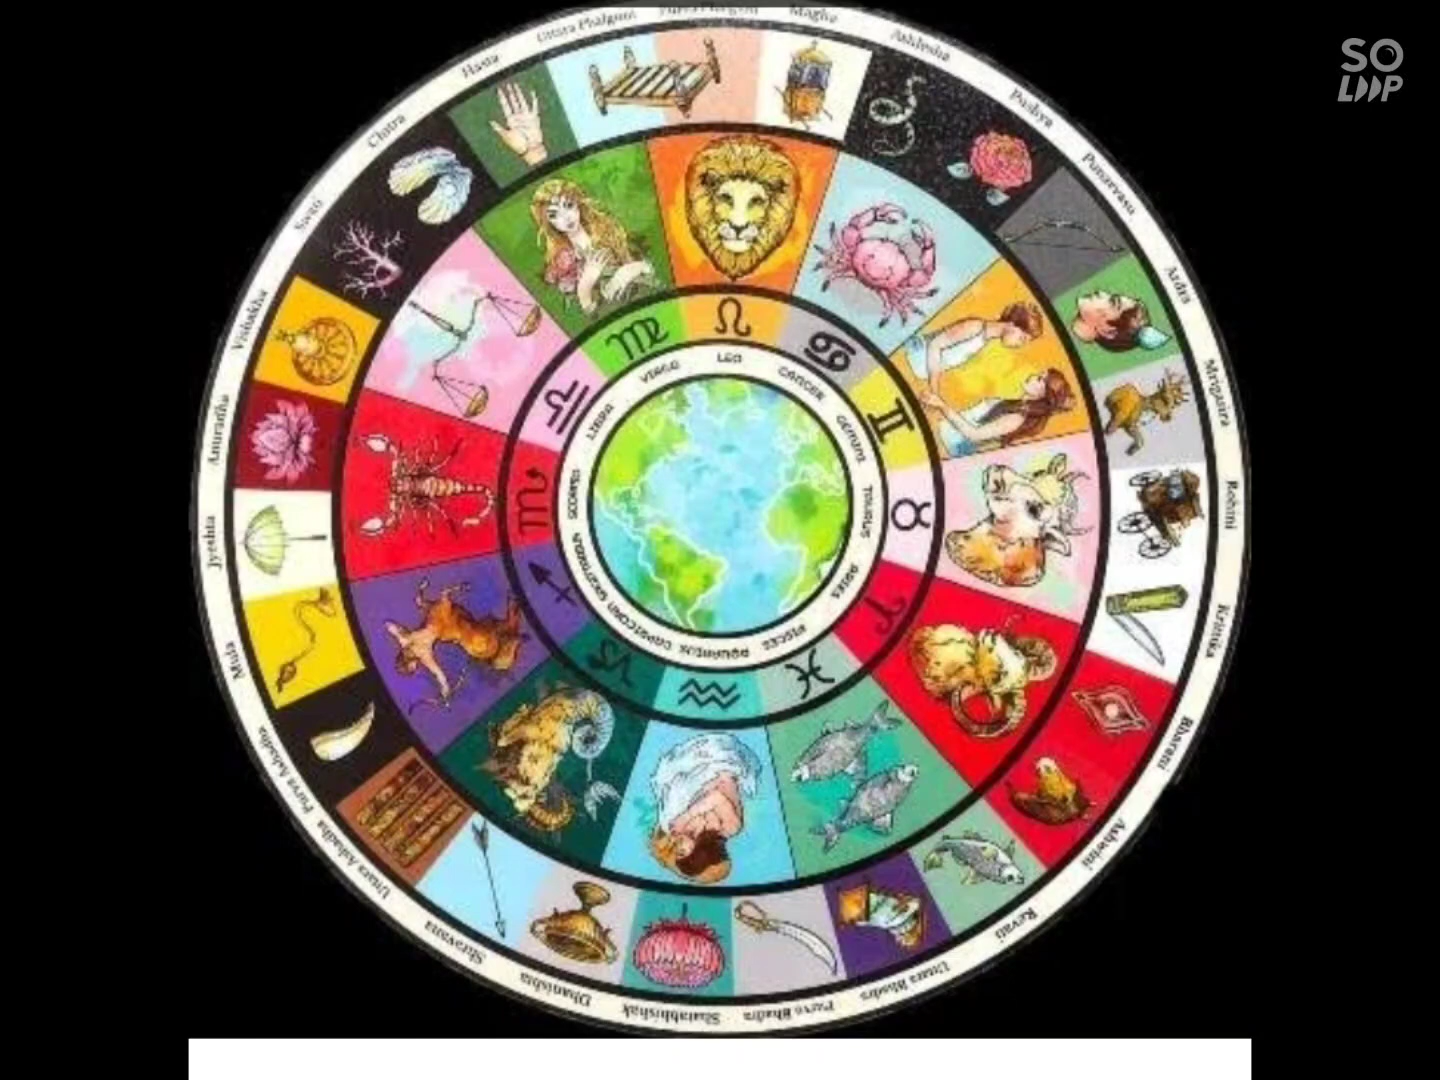 SO
LOOP
Uttara Phalguni
Magha
Ashlesha
Pushya
Punarvasu
Ardra
Mrigasira
Rohini
Krittika
Bharani
Ashwini
Revati
Uttara Bhadra
Purva Bhadra
Shatabhishak
Dhanishta
Shravana
Uttara Ashadha
Purva Ashadha
Mula
Jyeshta
Anuradha
Vishakha
Chitra
Hasta
LEO
CANCER
GEMINI
TAURUS
ARIES
PISCES
AQUARIUS
CAPRICORN
SAGITTARIUS
SCORPIO
LIBRA
VIRGO